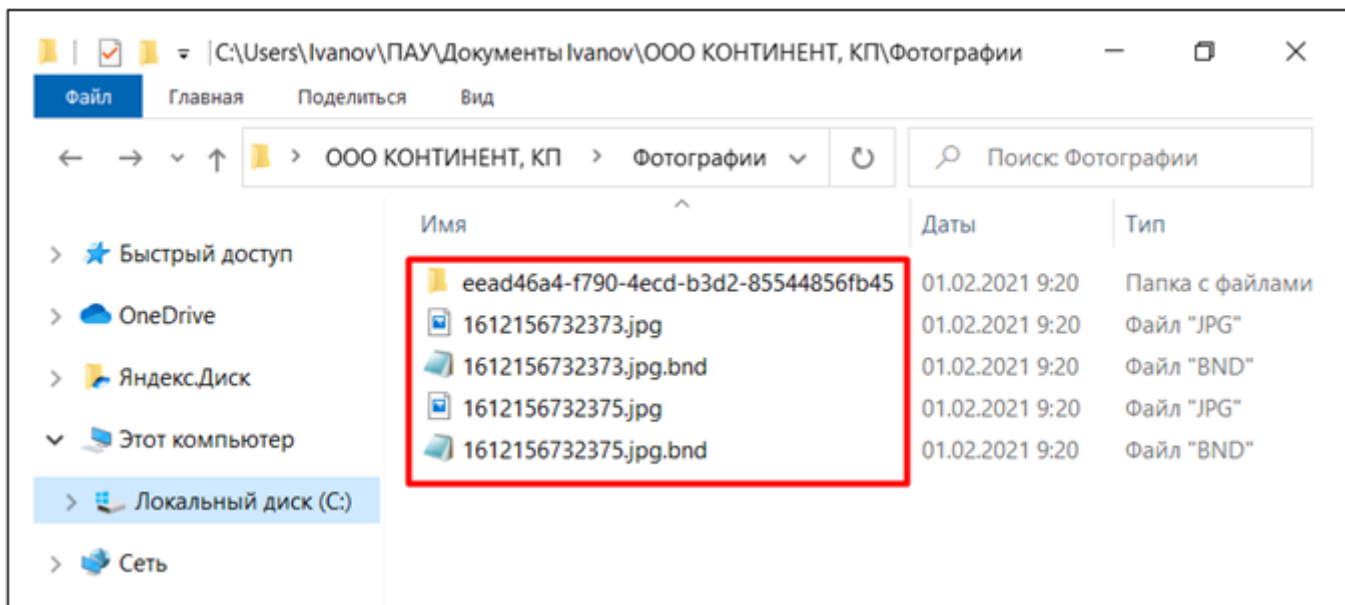 C:\Users\Ivanov\ПАУ\Документы Ivanov\ООО КОНТИНЕНТ, КП\Фотографии
Файл Главная Поделиться Вид
ООО КОНТИНЕНТ, КП > Фотографии Поиск: Фотографии
Имя Даты Тип
Быстрый доступ
eead46a4-f790-4ecd-b3d2-85544856fb45 01.02.2021 9:20 Папка с файлами
OneDrive
1612156732373.jpg 01.02.2021 9:20 Файл "JPG"
1612156732373.jpg.bnd 01.02.2021 9:20 Файл "BND"
Яндекс.Диск
1612156732375.jpg 01.02.2021 9:20 Файл "JPG"
Этот компьютер
1612156732375.jpg.bnd 01.02.2021 9:20 Файл "BND"
Локальный диск (C:)
Сеть